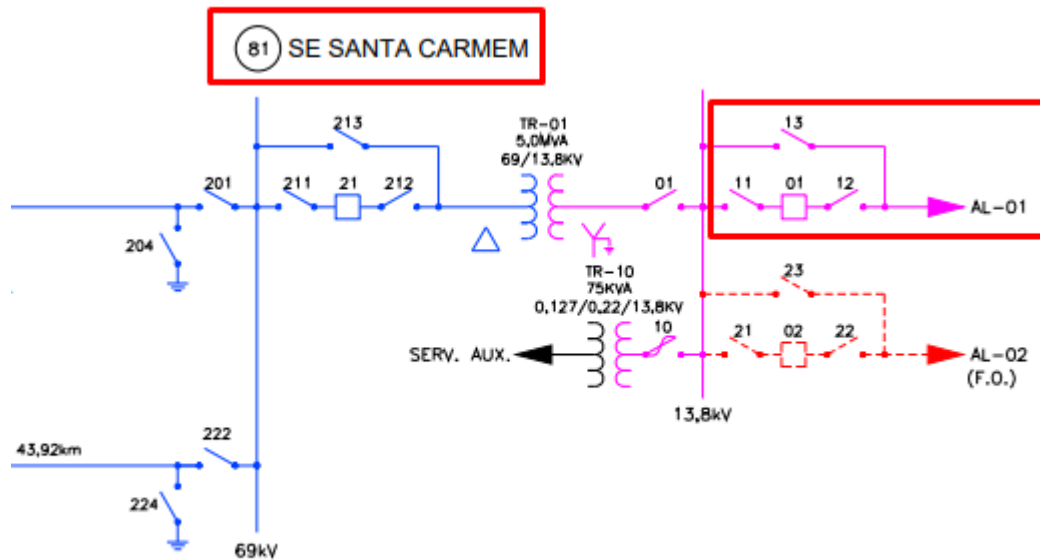 81 SE SANTA CARMEM
213
TR-01
5.0MVA
69/13.8KV
13
201
211
21
212
01
11
01
12
AL-01
204
TR-10
75KVA
0.127/0.22/13.8KV
23
SERV. AUX.
10
21
02
22
AL-02
(F.O.)
13,8kV
43,92km
222
224
69kV